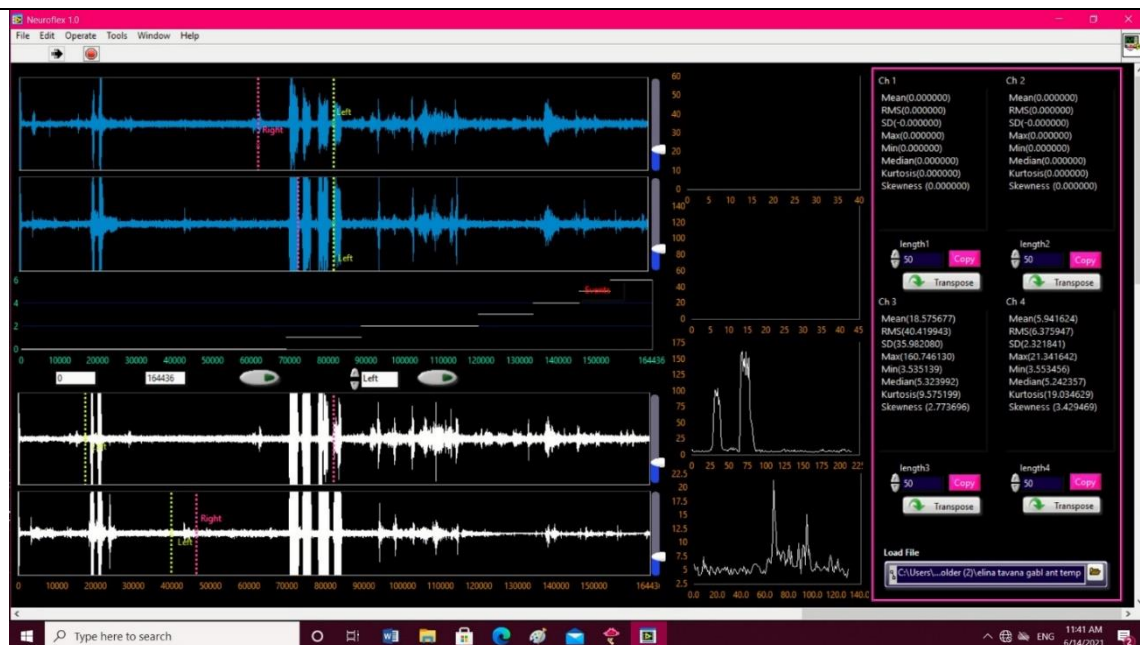 Neuroflex 1.0
File Edit Operate Tools Window Help
Right
Left
Left
60
50
40
30
20
10
0
0 5 10 15 20 25 30 35 40
140
120
100
80
60
40
20
0
0 5 10 15 20 25 30 35 40 45
6
4
2
0
Events
0 10000 20000 30000 40000 50000 60000 70000 80000 90000 100000 110000 120000 130000 140000 150000 164436
0 164436 Left
Left
Right
Left
0 10000 20000 30000 40000 50000 60000 70000 80000 90000 100000 110000 120000 130000 140000 150000
175
150
125
100
75
50
25
0
0 25 50 75 100 125 150 175 200
22.5
20
17.5
15
12.5
10
7.5
5
2.5
0.0 20.0 40.0 60.0 80.0 100.0 120.0 140.0
Ch 1
Mean(0.000000)
RMS(0.000000)
SD(-0.000000)
Max(0.000000)
Min(0.000000)
Median(0.000000)
Kurtosis(0.000000)
Skewness (0.000000)
length1
50 Copy
Transpose
Ch 2
Mean(0.000000)
RMS(0.000000)
SD(-0.000000)
Max(0.000000)
Min(0.000000)
Median(0.000000)
Kurtosis(0.000000)
Skewness (0.000000)
length2
50 Copy
Transpose
Ch 3
Mean(18.575677)
RMS(40.419943)
SD(35.982080)
Max(160.746130)
Min(3.535139)
Median(5.323992)
Kurtosis(9.575199)
Skewness (2.773696)
length3
50 Copy
Transpose
Ch 4
Mean(5.941624)
RMS(6.375947)
SD(2.321841)
Max(21.341642)
Min(3.553456)
Median(5.242357)
Kurtosis(19.034629)
Skewness (3.429469)
length4
50 Copy
Transpose
Load File
C:\Users\...older (2)\elina tavana gabl ant temp
Type here to search
ENG
11:41 AM
6/14/2021